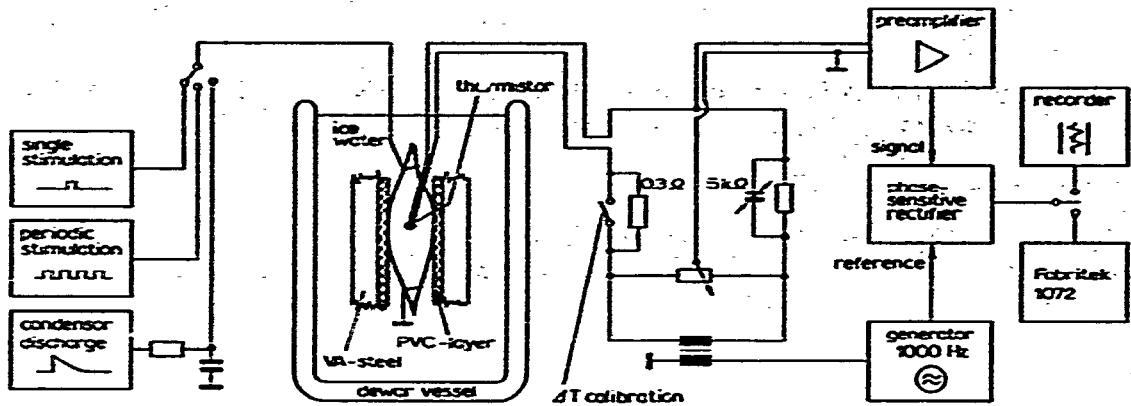 single
stimulation
periodic
stimulation
condensor
discharge
ice
water
thermistor
VA-steel
PVC-layer
dewar vessel
0.3 Ω
5kΩ
ΔT calibration
preamplifier
signal
phase-
sensitive
rectifier
reference
generator
1000 Hz
recorder
Fabritek
1072